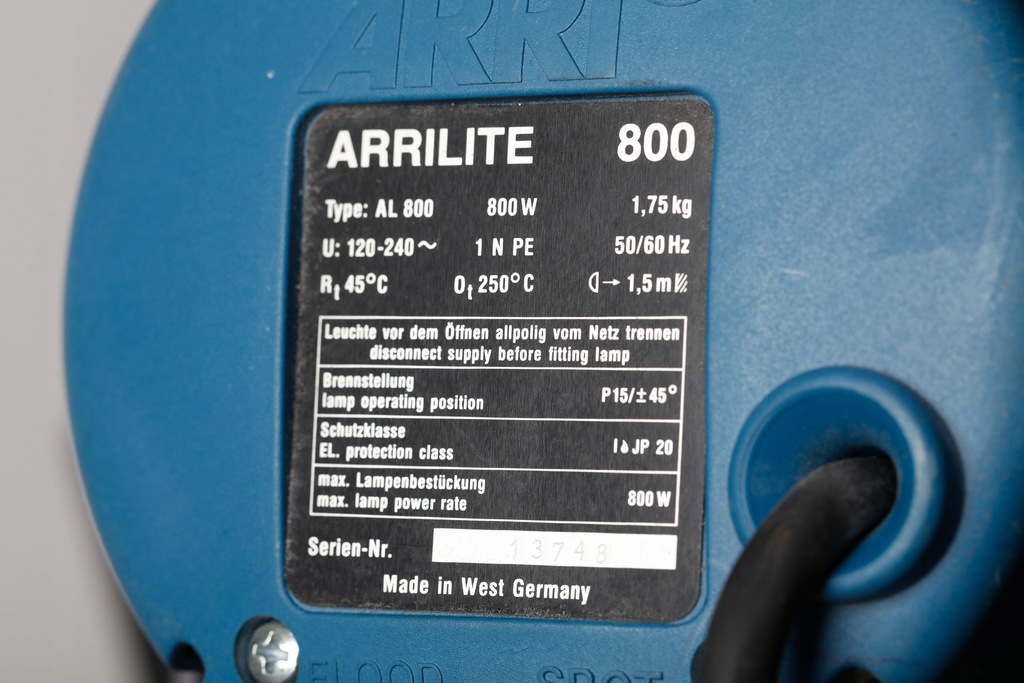 ARRI
ARRILITE 800
Type: AL 800 800 W 1,75 kg
U: 120-240 ~ 1 N PE 50/60 Hz
Rt 45°C Ot 250°C → 1,5 m
Leuchte vor dem Öffnen allpolig vom Netz trennen
disconnect supply before fitting lamp
Brennstellung
lamp operating position P15/±45°
Schutzklasse
EL. protection class I JP 20
max. Lampenbestückung
max. lamp power rate 800 W
Serien-Nr. 13748
Made in West Germany
FLOOD SPOT